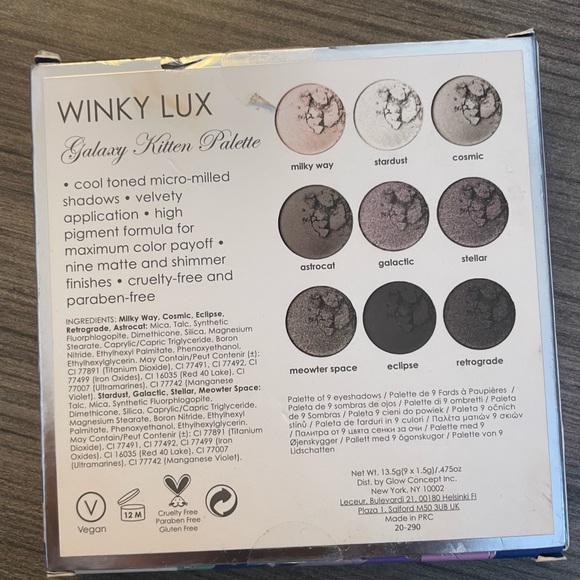 WINKY LUX
Galaxy Kitten Palette
• cool toned micro-milled
shadows • velvety
application • high
pigment formula for
maximum color payoff •
nine matte and shimmer
finishes • cruelty-free and
paraben-free
INGREDIENTS: Milky Way, Cosmic, Eclipse,
Retrograde, Astrocat: Mica, Talc, Synthetic
Fluorphlogopite, Dimethicone, Silica, Magnesium
Stearate, Caprylic/Capric Triglyceride, Boron
Nitride, Ethylhexyl Palmitate, Phenoxyethanol,
Ethylhexylglycerin. May Contain/Peut Contenir (±):
CI 77891 (Titanium Dioxide), CI 77491, CI 77492, CI
77499 (Iron Oxides), CI 16035 (Red 40 Lake), CI
77007 (Ultramarines), CI 77742 (Manganese
Violet). Stardust, Galactic, Stellar, Meowter Space:
Talc, Mica, Synthetic Fluorphlogopite,
Dimethicone, Silica, Caprylic/Capric Triglyceride,
Magnesium Stearate, Boron Nitride, Ethylhexyl
Palmitate, Phenoxyethanol, Ethylhexylglycerin.
May Contain/Peut Contenir (±): CI 77891 (Titanium
Dioxide), CI 77491, CI 77492, CI 77499 (Iron
Oxides), CI 16035 (Red 40 Lake), CI 77007
(Ultramarines), CI 77742 (Manganese Violet).
Vegan
12 M
Cruelty Free
Paraben Free
Gluten Free
milky way
stardust
cosmic
astrocat
galactic
stellar
meowter space
eclipse
retrograde
Palette of 9 eyeshadows / Palette de 9 Fards à Paupières /
Paleta de 9 sombras de ojos / Palette di 9 ombretti / Paleta
de 9 Sombras / Paleta 9 cieni do powiek / Paleta 9 očních
stínů / Paleta de farduri in 9 culori / Παλέτα ματιών 9 σκιών
/ Палитра от 9 цвята сенки за очи / Palette med 9
Øjenskygger / Pallett med 9 ögonskugor / Palette von 9
Lidschatten
Net WT. 13.5g(9 x 1.5g)/.475oz
Dist. by Glow Concept Inc.
New York, NY 10002
Leceur, Bulevardi 21, 00180 Helsinki FI
Plaza 1, Salford M50 3UB UK
Made in PRC
20-290